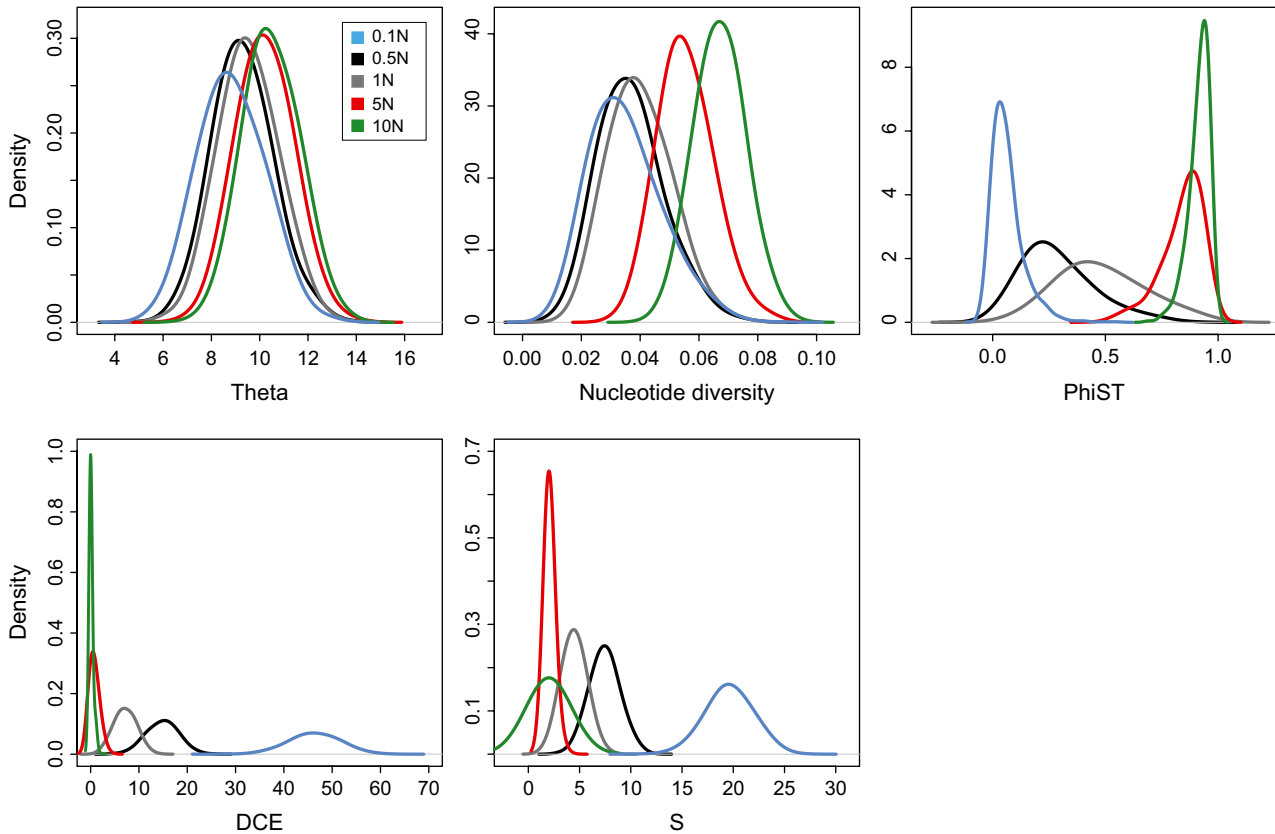 Density
0.00 0.10 0.20 0.30
4 6 8 10 12 14 16
Theta
0.1N
0.5N
1N
5N
10N
0 10 20 30 40
0.00 0.02 0.04 0.06 0.08 0.10
Nucleotide diversity
0 2 4 6 8
0.0 0.5 1.0
PhiST
Density
0.0 0.2 0.4 0.6 0.8 1.0
0 10 20 30 40 50 60 70
DCE
0.1 0.3 0.5 0.7
0 5 10 15 20 25 30
S